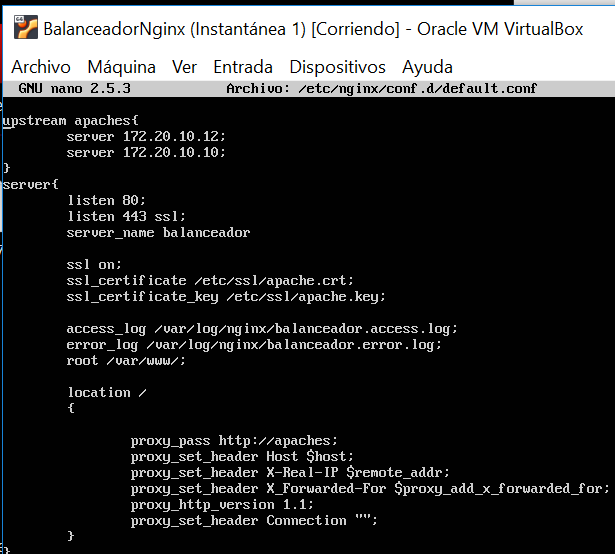 BalanceadorNginx (Instantánea 1) [Corriendo] - Oracle VM VirtualBox
Archivo Máquina Ver Entrada Dispositivos Ayuda
GNU nano 2.5.3 Archivo: /etc/nginx/conf.d/default.conf
upstream apaches{
server 172.20.10.12;
server 172.20.10.10;
}
server{
listen 80;
listen 443 ssl;
server_name balanceador
ssl on;
ssl_certificate /etc/ssl/apache.crt;
ssl_certificate_key /etc/ssl/apache.key;
access_log /var/log/nginx/balanceador.access.log;
error_log /var/log/nginx/balanceador.error.log;
root /var/www/;
location /
{
proxy_pass http://apaches;
proxy_set_header Host $host;
proxy_set_header X-Real-IP $remote_addr;
proxy_set_header X_Forwarded-For $proxy_add_x_forwarded_for;
proxy_http_version 1.1;
proxy_set_header Connection "";
}
}